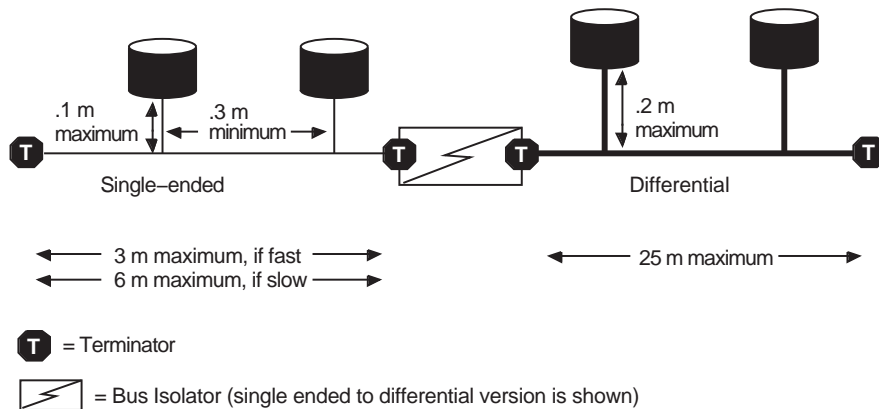 .1 m
maximum
.3 m
minimum
.2 m
maximum
T
T
T
T
Single–ended
Differential
3 m maximum, if fast
6 m maximum, if slow
25 m maximum
T = Terminator
= Bus Isolator (single ended to differential version is shown)